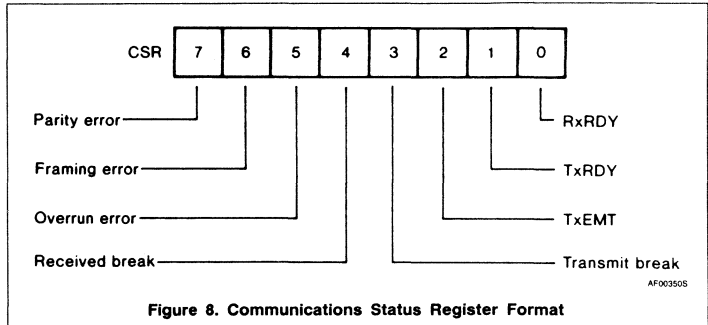 CSR 7 6 5 4 3 2 1 0
Parity error RxRDY
Framing error TxRDY
Overrun error TxEMT
Received break Transmit break
AF00350S
Figure 8. Communications Status Register Format